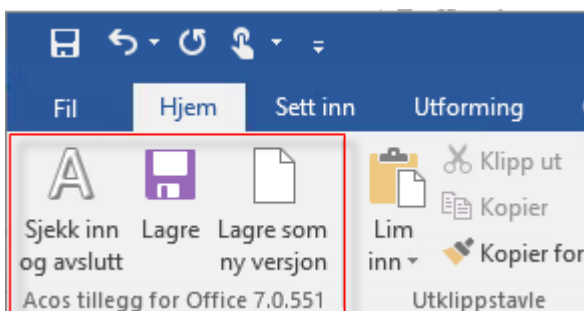 Fil Hjem Sett inn Utforming
Sjekk inn og avslutt
Lagre
Lagre som ny versjon
Acos tillegg for Office 7.0.551
Lim inn
Klipp ut
Kopier
Kopier for
Utklippstavle